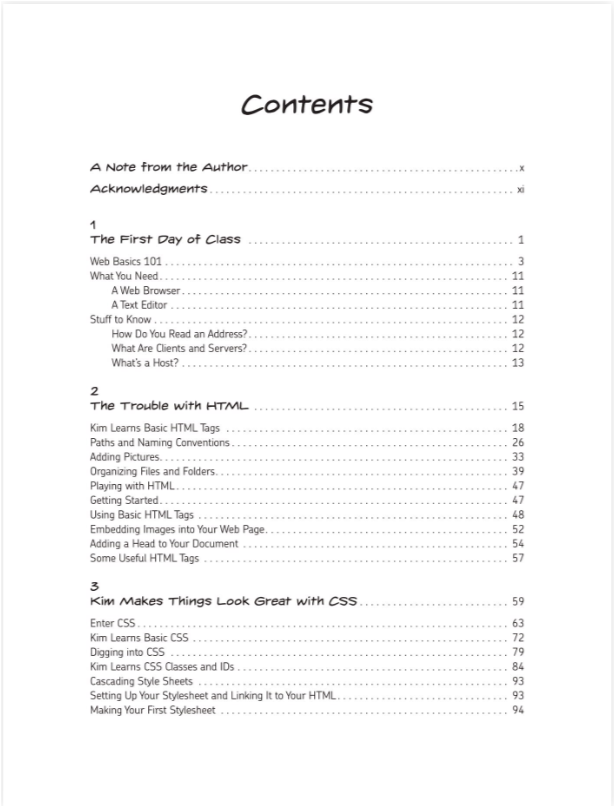 Contents
A Note from the Author x
Acknowledgments xi
1
The First Day of Class 1
Web Basics 101 3
What You Need 11
A Web Browser 11
A Text Editor 11
Stuff to Know 12
How Do You Read an Address? 12
What Are Clients and Servers? 12
What's a Host? 13
2
The Trouble with HTML 15
Kim Learns Basic HTML Tags 18
Paths and Naming Conventions 26
Adding Pictures 33
Organizing Files and Folders 39
Playing with HTML 47
Getting Started 47
Using Basic HTML Tags 48
Embedding Images into Your Web Page 52
Adding a Head to Your Document 54
Some Useful HTML Tags 57
3
Kim Makes Things Look Great with CSS 59
Enter CSS 63
Kim Learns Basic CSS 72
Digging into CSS 79
Kim Learns CSS Classes and IDs 84
Cascading Style Sheets 93
Setting Up Your Stylesheet and Linking It to Your HTML 93
Making Your First Stylesheet 94